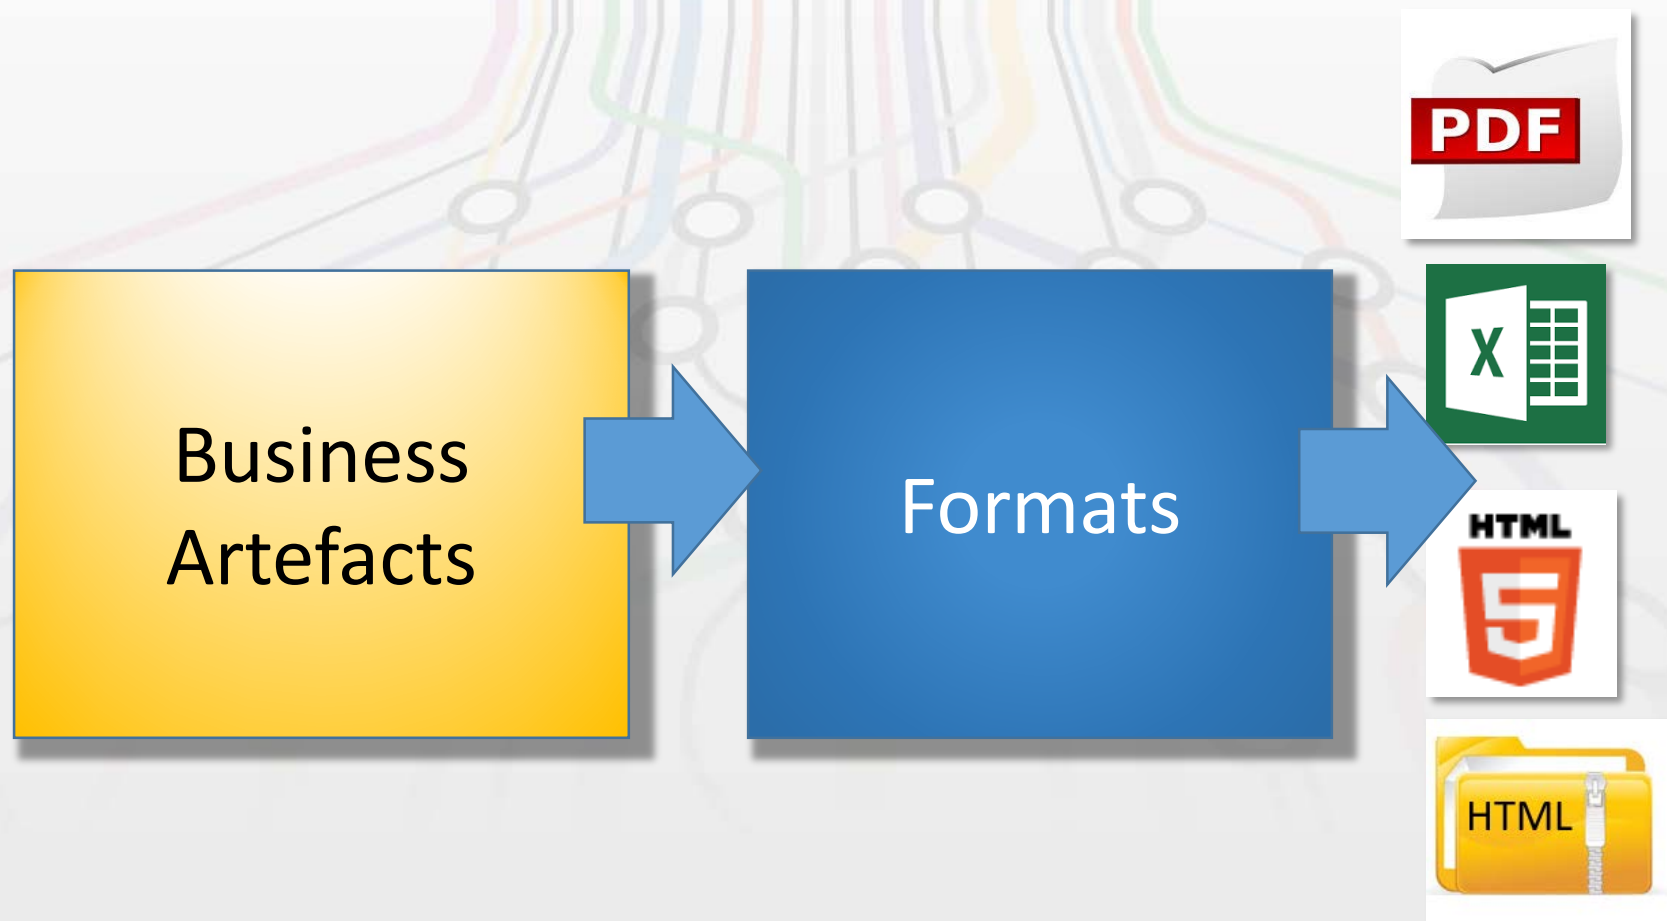 Business
Artefacts
Formats
PDF
X
HTML
5
HTML